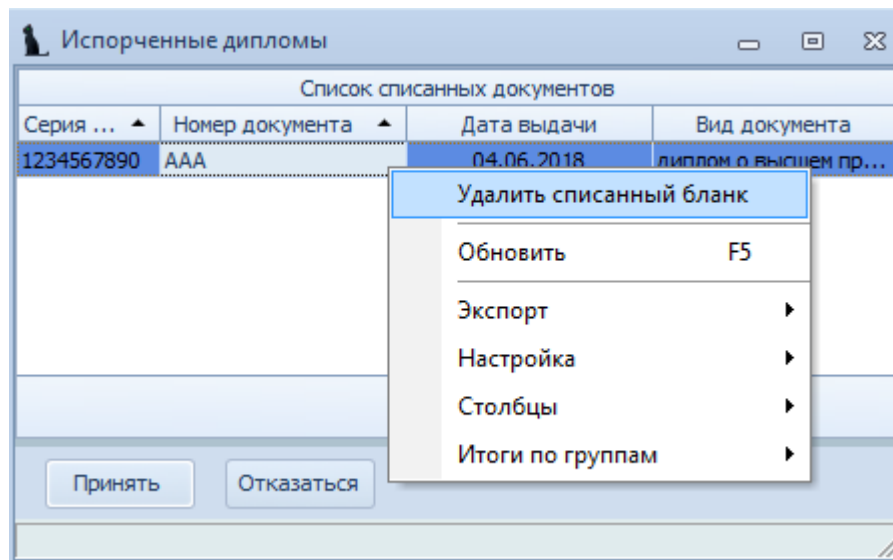 Испорченные дипломы
Список списанных документов
Серия ... Номер документа Дата выдачи Вид документа
1234567890 AAA 04.06.2018 диплом о высшем пр...
Удалить списанный бланк
Обновить F5
Экспорт
Настройка
Столбцы
Итоги по группам
Принять Отказаться